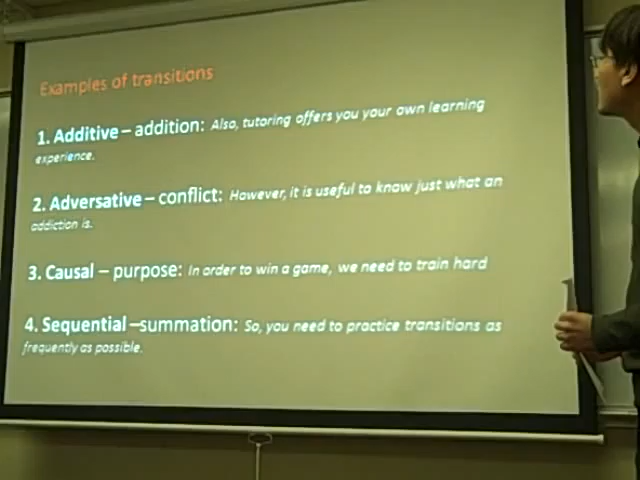 Examples of transitions
1. Additive – addition: Also, tutoring offers you your own learning
experience.
2. Adversative – conflict: However, it is useful to know just what an
addiction is.
3. Causal – purpose: In order to win a game, we need to train hard
4. Sequential –summation: So, you need to practice transitions as
frequently as possible.